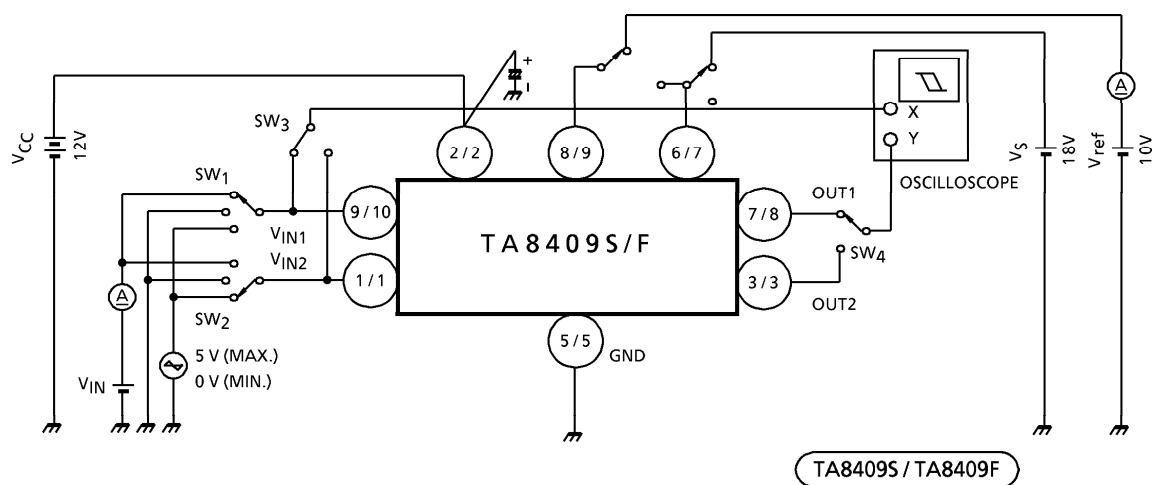 +
-
A
SW3
VCC
12V
2/2
8/9
6/7
X
Y
VS
18V
Vref
10V
OSCILLOSCOPE
SW1
9/10
OUT1
7/8
VIN1
TA8409S/F
VIN2
1/1
SW4
A
3/3
SW2
OUT2
5 V (MAX.)
5/5
GND
VIN
0 V (MIN.)
TA8409S / TA8409F